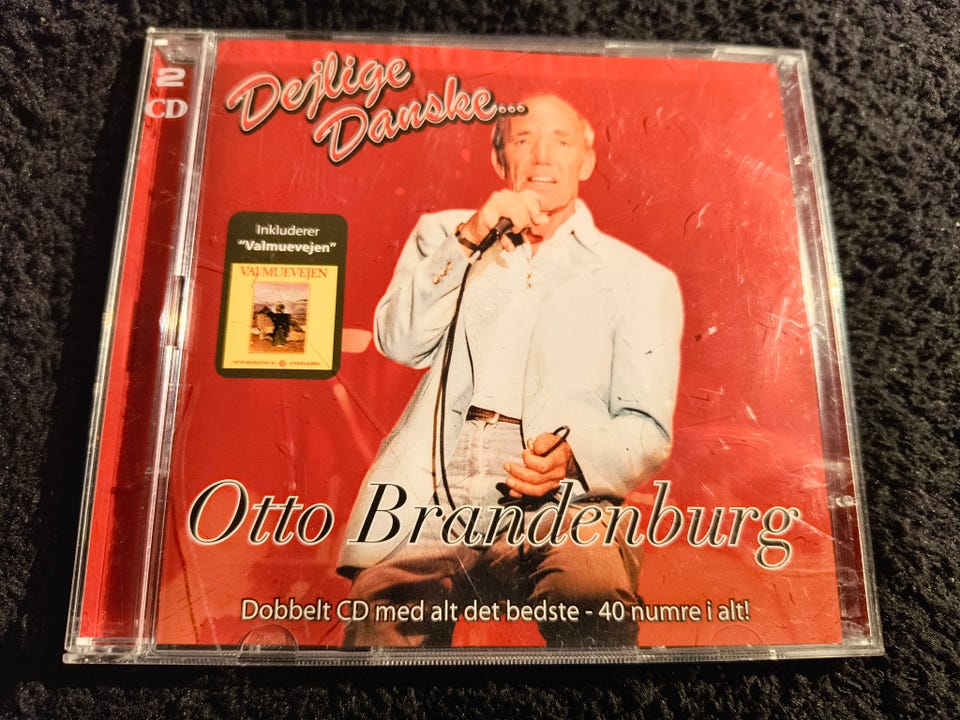 2
CD
Dejlige
Danske...
Inkluderer
"Valmuevejen"
VALMUEVEJEN
Otto Brandenburg
Dobbelt CD med alt det bedste - 40 numre i alt!